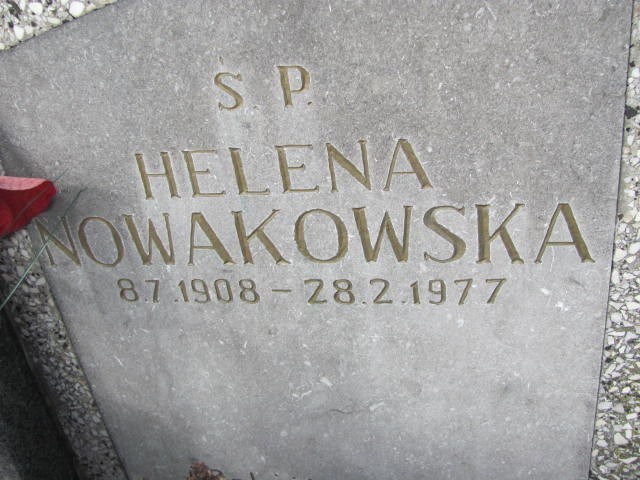 Ś. P.
HELENA
NOWAKOWSKA
8.7.1908 - 28.2.1977